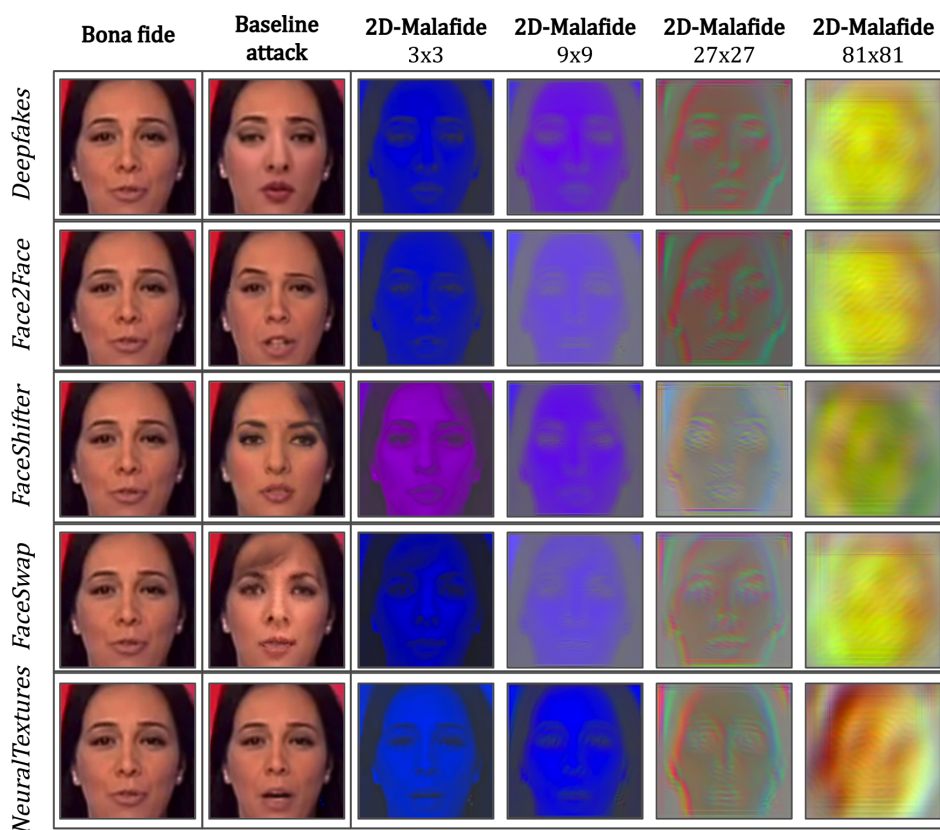 Bona fide
Baseline
attack
2D-Malafide
3x3
2D-Malafide
9x9
2D-Malafide
27x27
2D-Malafide
81x81
Deepfakes
Face2Face
FaceShifter
FaceSwap
NeuralTextures